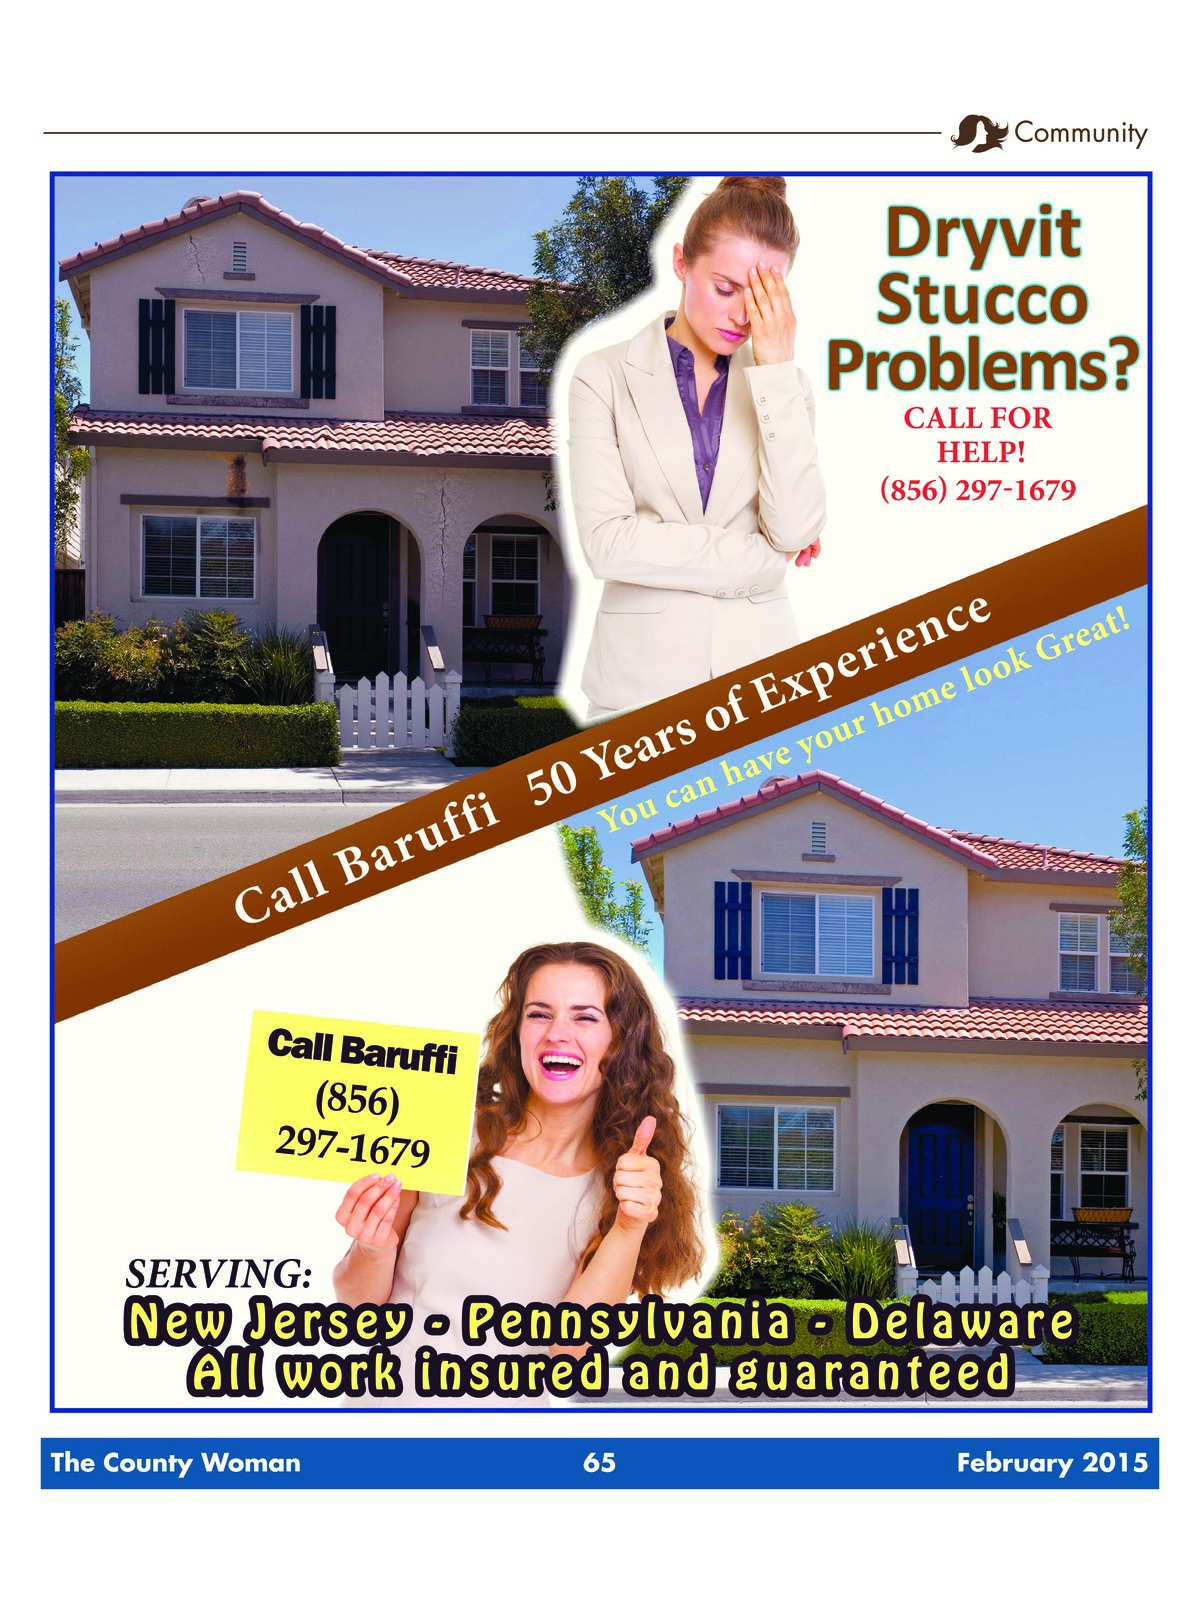 Community
Dryvit
Stucco
Problems?
CALL FOR
HELP!
(856) 297-1679
Call Baruffi 50 Years of Experience
You can have your home look Great!
Call Baruffi
(856)
297-1679
SERVING:
New Jersey - Pennsylvania - Delaware
All work insured and guaranteed
The County Woman 65 February 2015